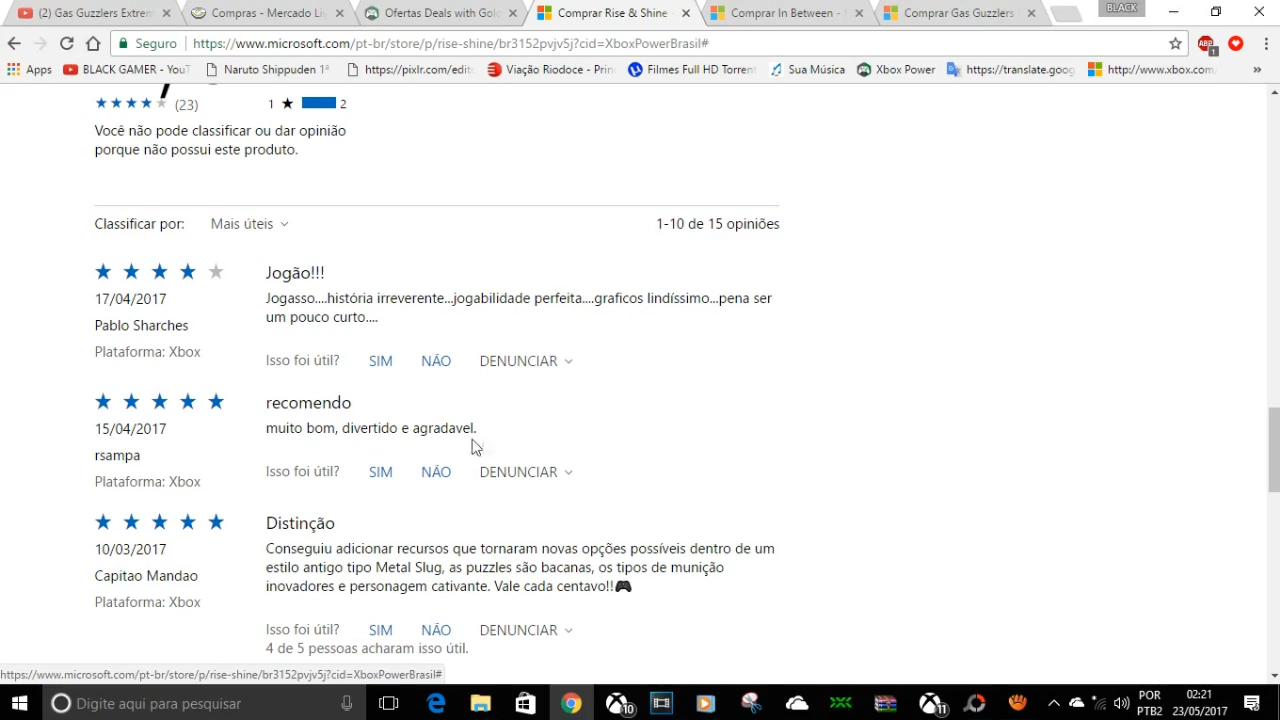 (2) Gas Guzzlers Extrem
Compras - Mercado Li
Ofertas Deals with Gold
Comprar Rise & Shine -
Comprar In Between -
Comprar Gas Guzzlers
BLACK
Seguro
https://www.microsoft.com/pt-br/store/p/rise-shine/br3152pvjv5j?cid=XboxPowerBrasil#
ABP
1
Apps
BLACK GAMER - YouT
Naruto Shippuden 1ª
https://pixlr.com/edito
Viação Riodoce - Prin
Filmes Full HD Torrent
Sua Música
Xbox Power
https://translate.goog
http://www.xbox.com
»
(23)
1 ★ 2
Você não pode classificar ou dar opinião
porque não possui este produto.
Classificar por: Mais úteis
1-10 de 15 opiniões
Jogão!!!
17/04/2017
Jogasso....história irreverente...jogabilidade perfeita....graficos lindíssimo...pena ser
um pouco curto....
Pablo Sharches
Plataforma: Xbox
Isso foi útil? SIM NÃO DENUNCIAR
recomendo
15/04/2017
muito bom, divertido e agradavel.
rsampa
Plataforma: Xbox
Isso foi útil? SIM NÃO DENUNCIAR
Distinção
10/03/2017
Conseguiu adicionar recursos que tornaram novas opções possíveis dentro de um
estilo antigo tipo Metal Slug, as puzzles são bacanas, os tipos de munição
inovadores e personagem cativante. Vale cada centavo!!🎮
Capitao Mandao
Plataforma: Xbox
Isso foi útil? SIM NÃO DENUNCIAR
4 de 5 pessoas acharam isso útil.
https://www.microsoft.com/pt-br/store/p/rise-shine/br3152pvjv5j?cid=XboxPowerBrasil#
Digite aqui para pesquisar
10
11
POR
PTB2
02:21
23/05/2017